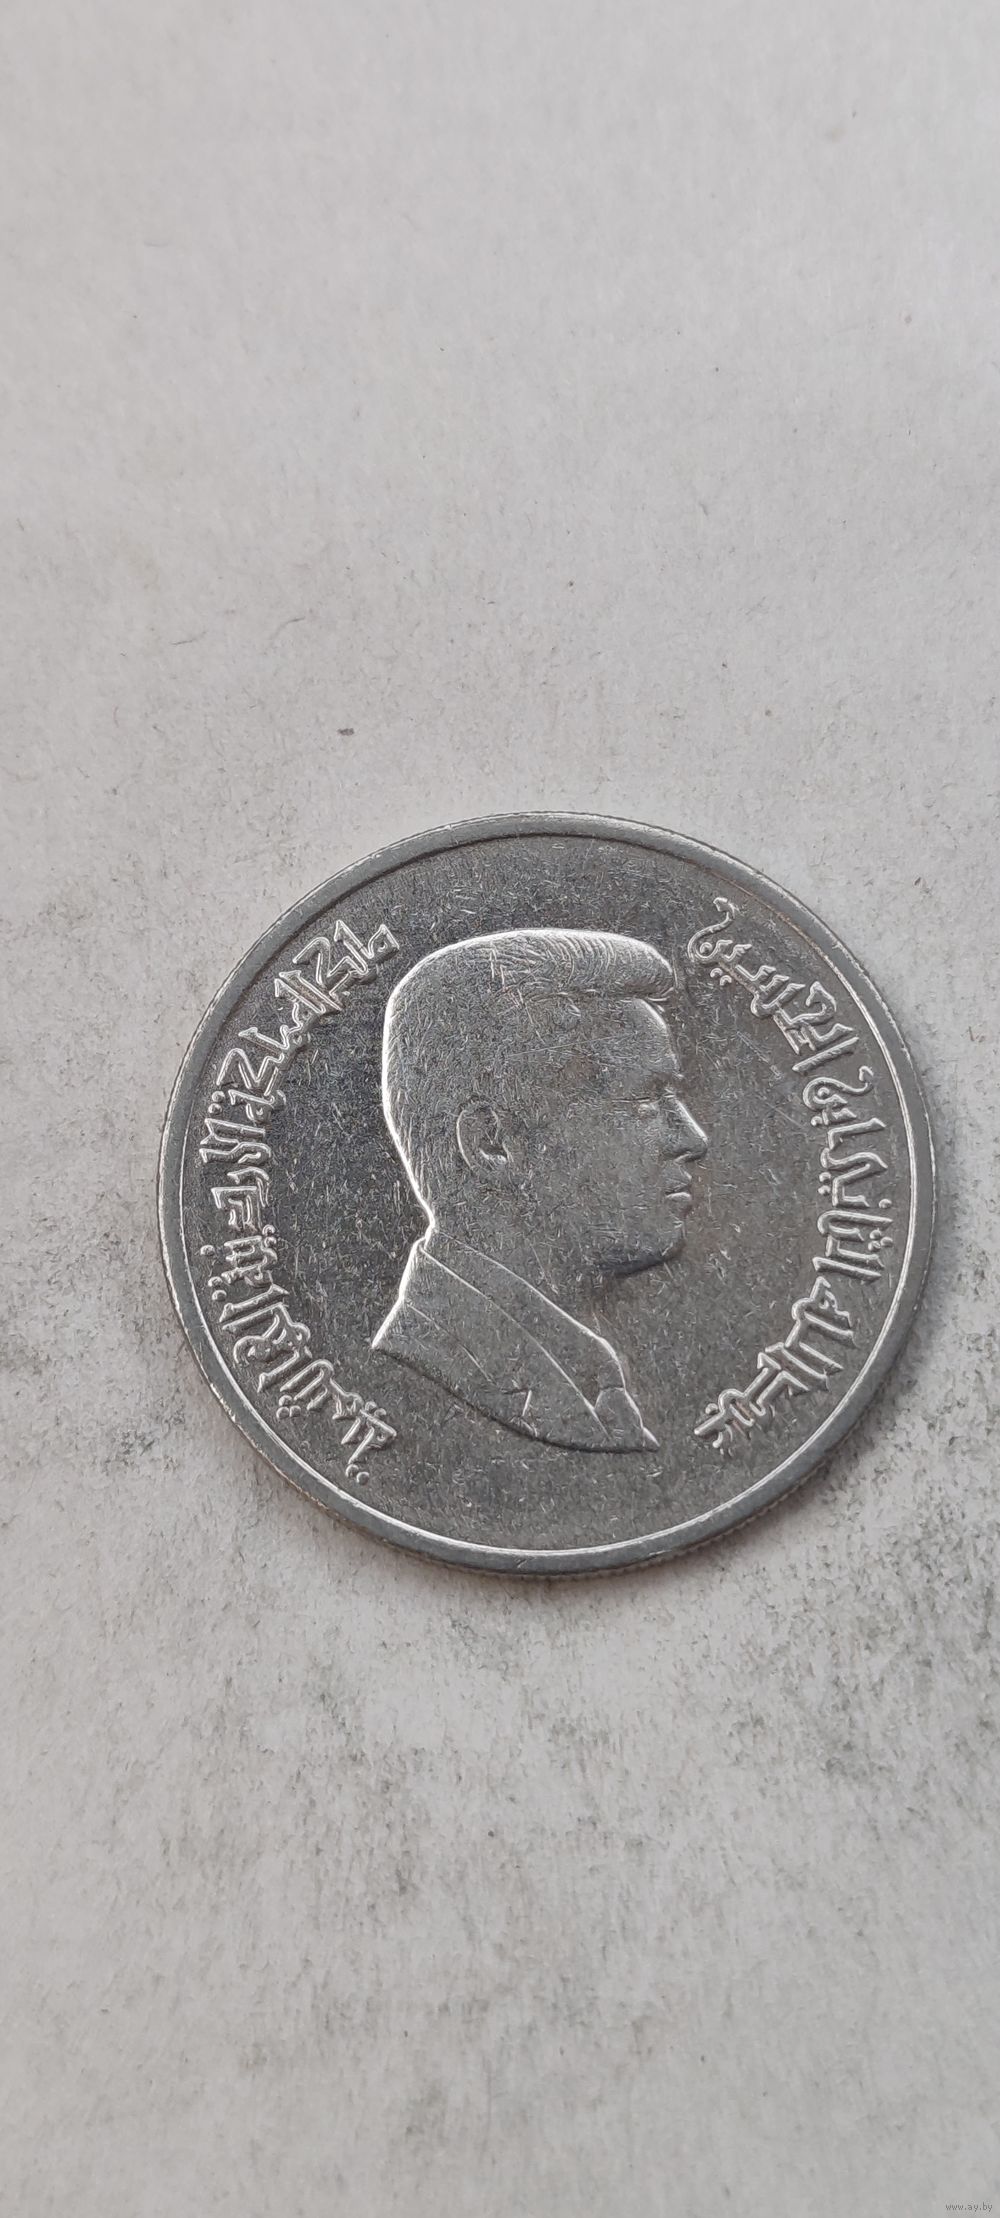 عبدالله الثاني ابن الحسين
ملك المملكة الاردنية الهاشمية
www.ay.by